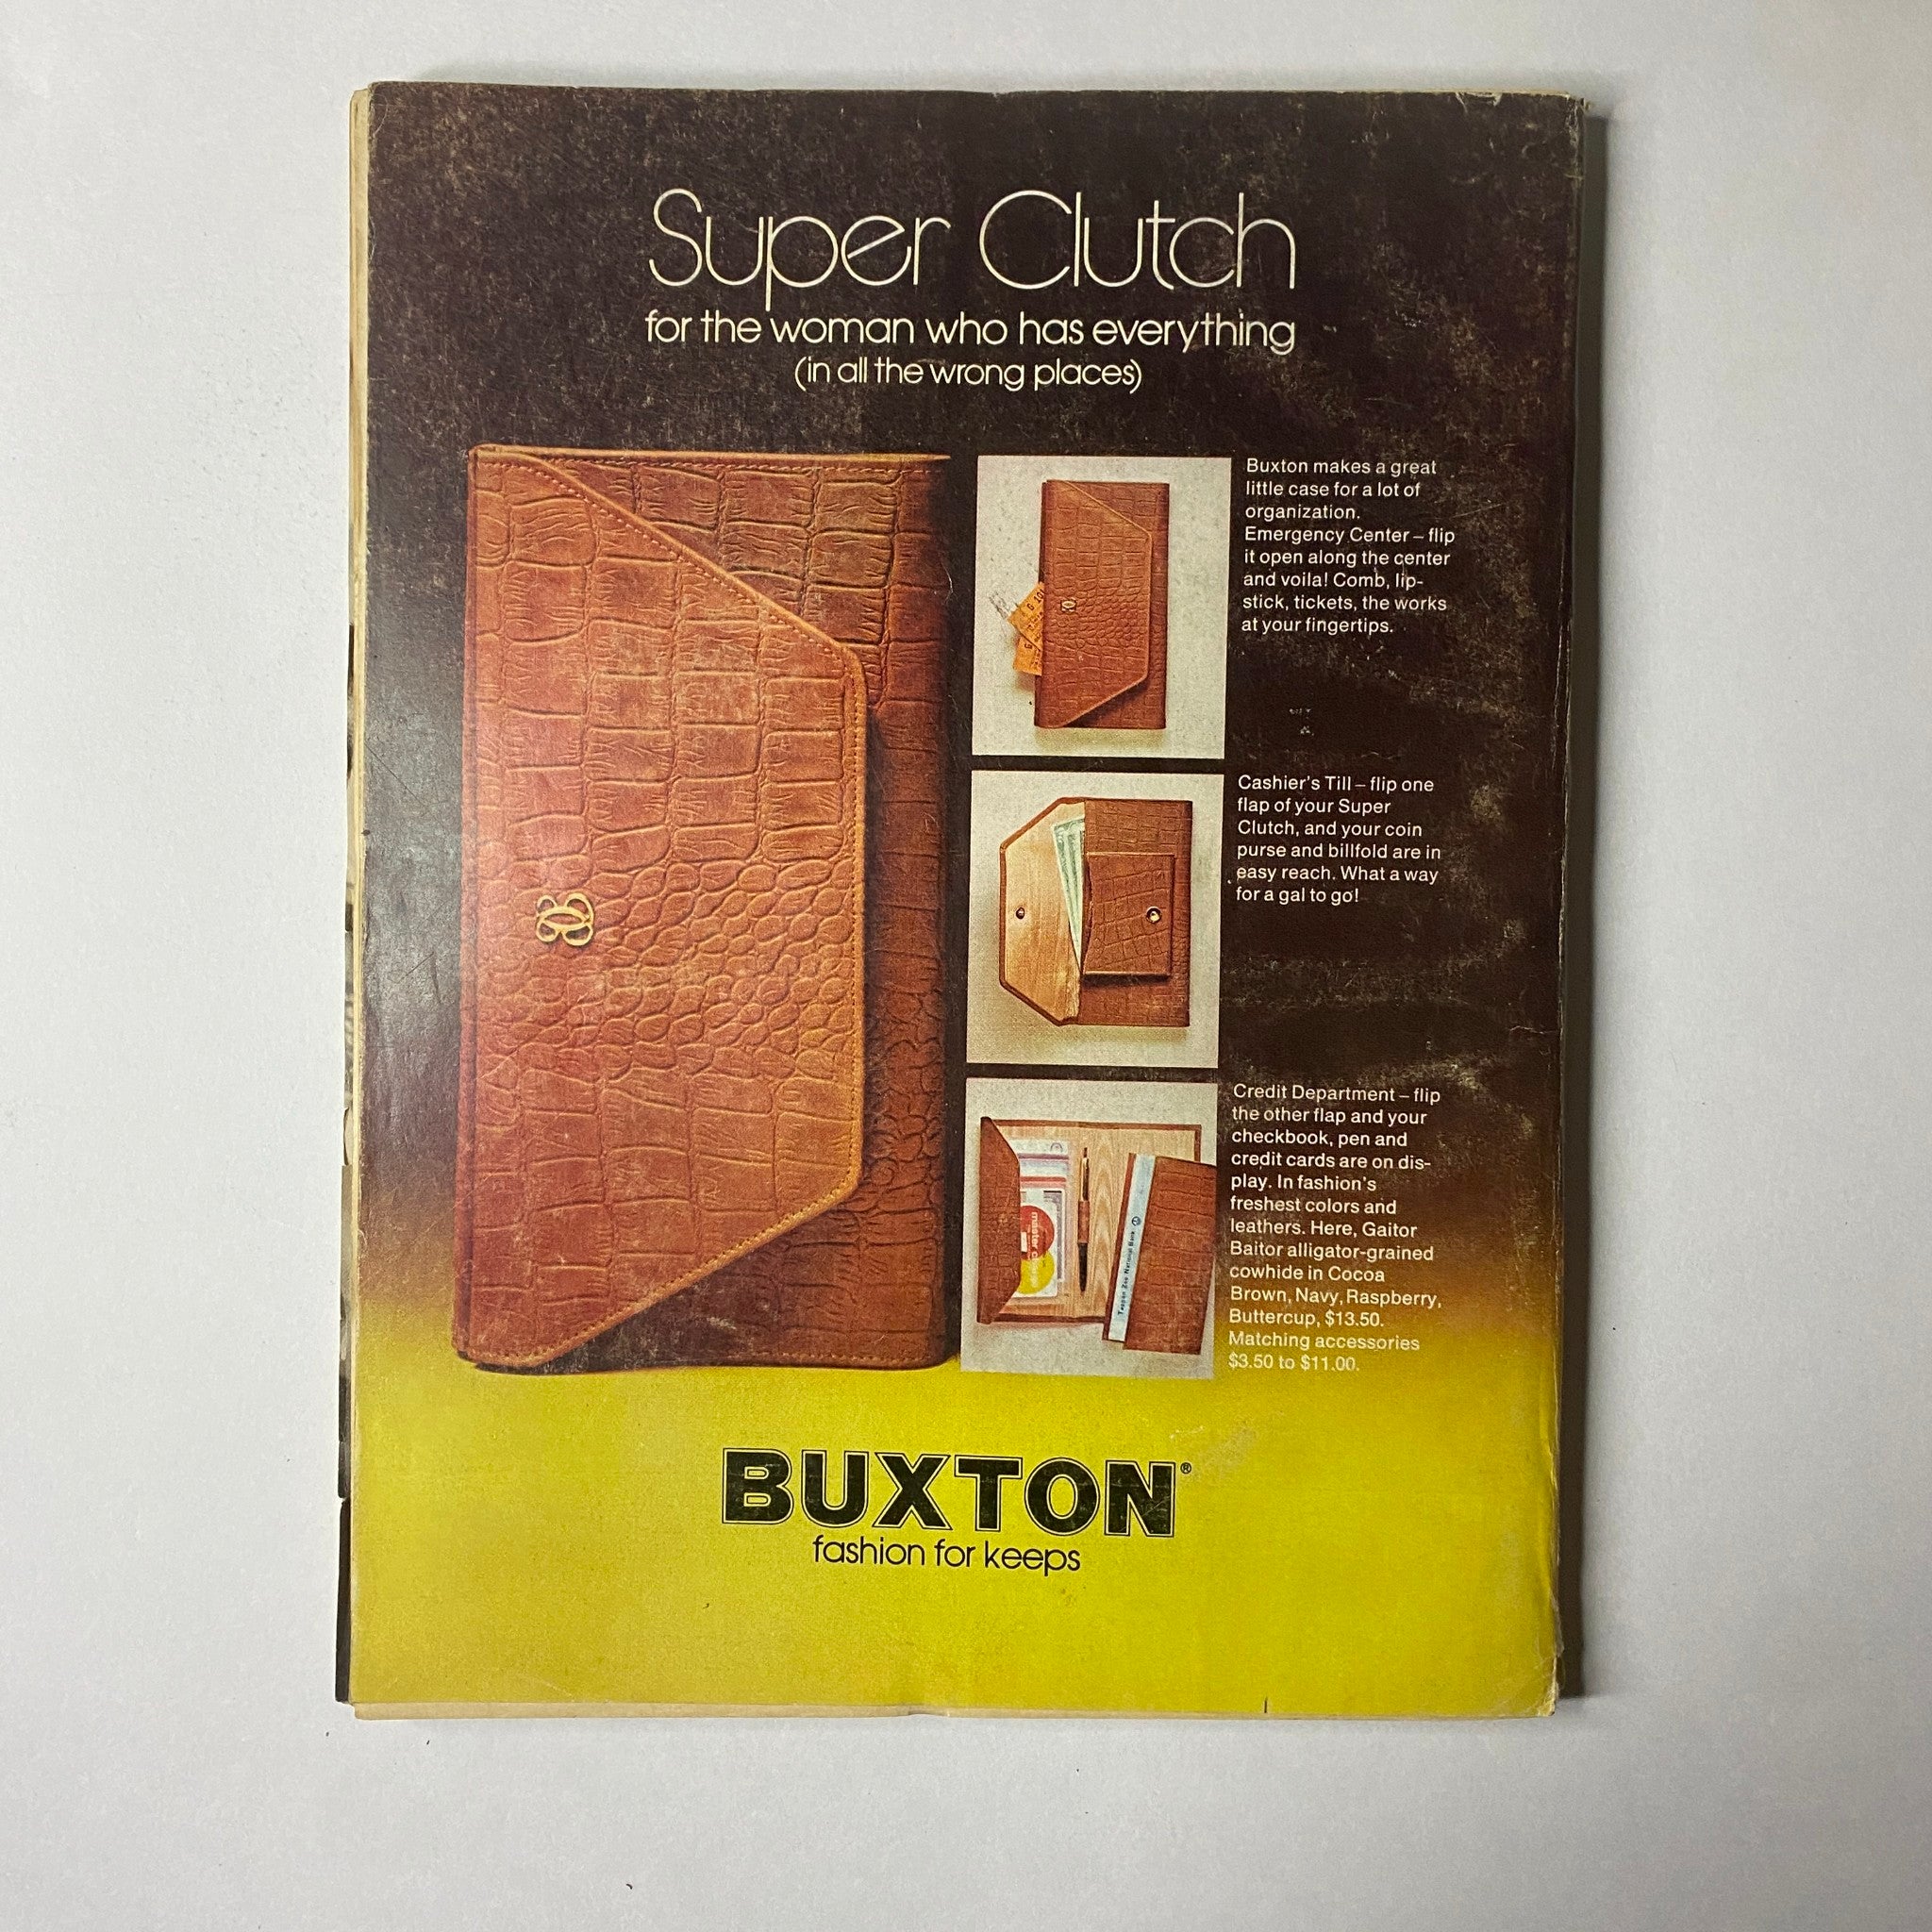 Super Clutch
for the woman who has everything
(in all the wrong places)
Buxton makes a great
little case for a lot of
organization.
Emergency Center – flip
it open along the center
and voila! Comb, lip-
stick, tickets, the works
at your fingertips.
Cashier's Till – flip one
flap of your Super
Clutch, and your coin
purse and billfold are in
easy reach. What a way
for a gal to go!
Credit Department – flip
the other flap and your
checkbook, pen and
credit cards are on dis-
play. In fashion's
freshest colors and
leathers. Here, Gaitor
Baitor alligator-grained
cowhide in Cocoa
Brown, Navy, Raspberry,
Buttercup, $13.50.
Matching accessories
$3.50 to $11.00.
master
Tappan Zee National Bank
BUXTON®
fashion for keeps